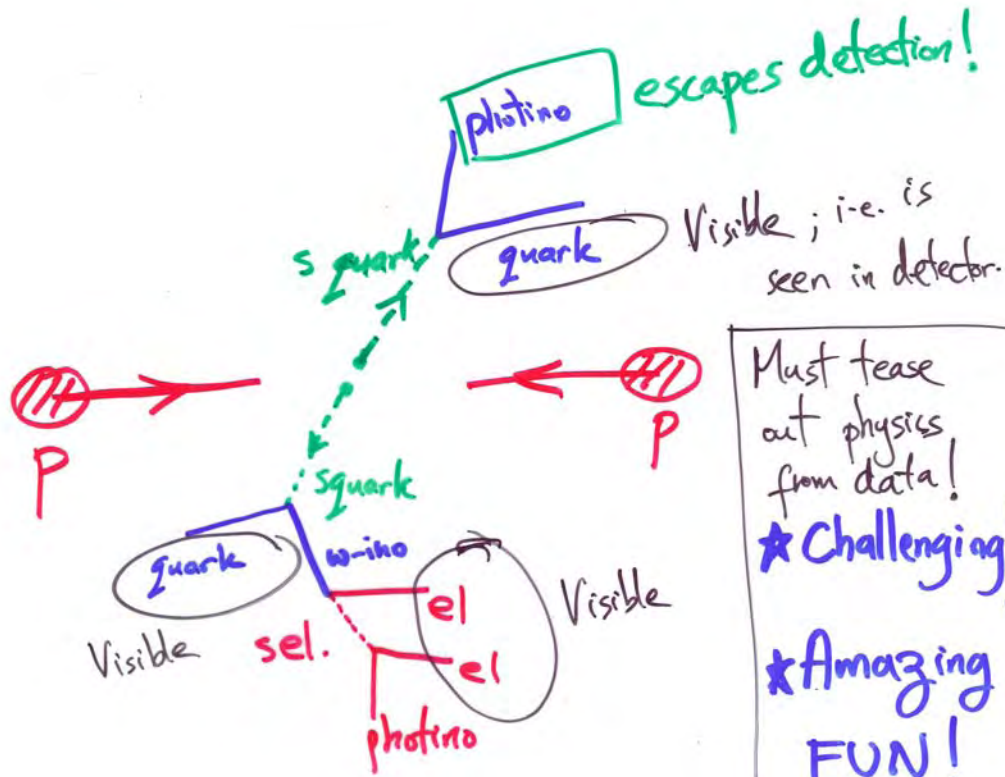 photino
escapes detection!
squark
quark
Visible ; i.e. is
seen in detector.
P
P
Must tease
out physics
from data!
Challenging
Amazing
FUN!
squark
quark
w-ino
Visible
sel.
el
el
Visible
photino